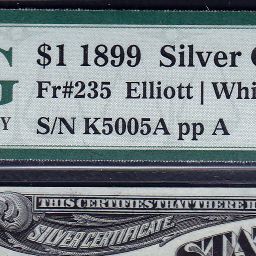 $1 1899 Silver C
G
Fr#235 Elliott | Whi
Y
S/N K5005A pp A
THIS CERTIFIES THAT THERE H
SILVER CERTIFICATE